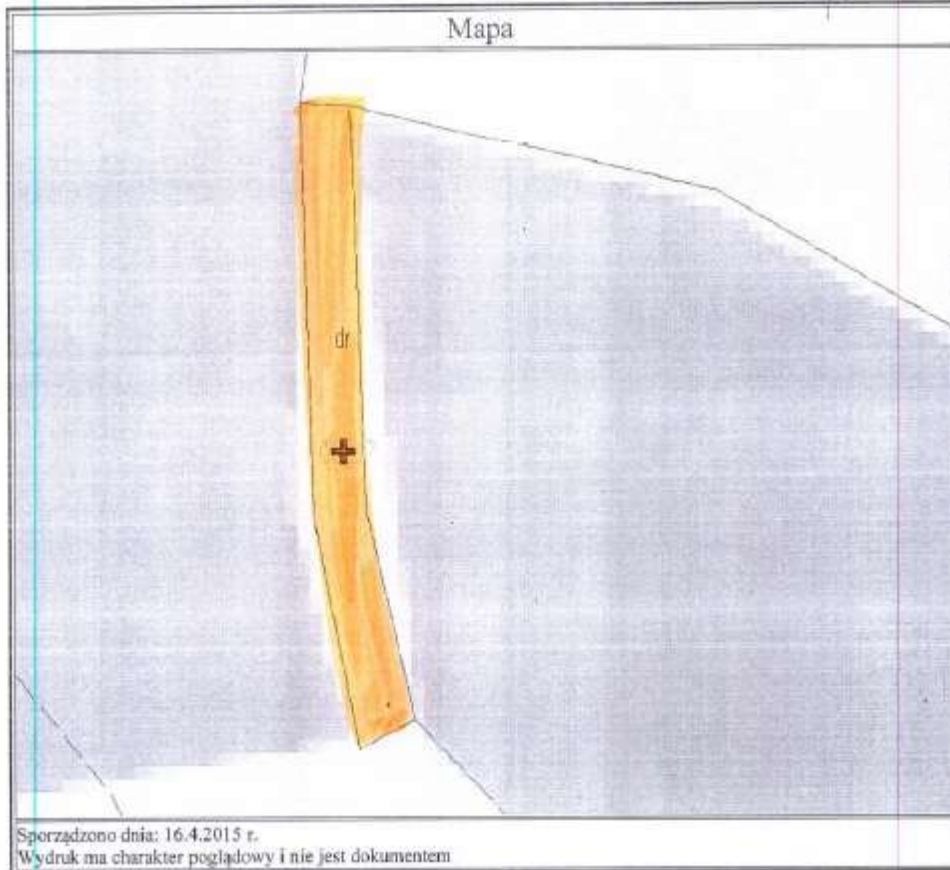 Mapa
dr
Sporządzono dnia: 16.4.2015 r.
Wydruk ma charakter poglądowy i nie jest dokumentem